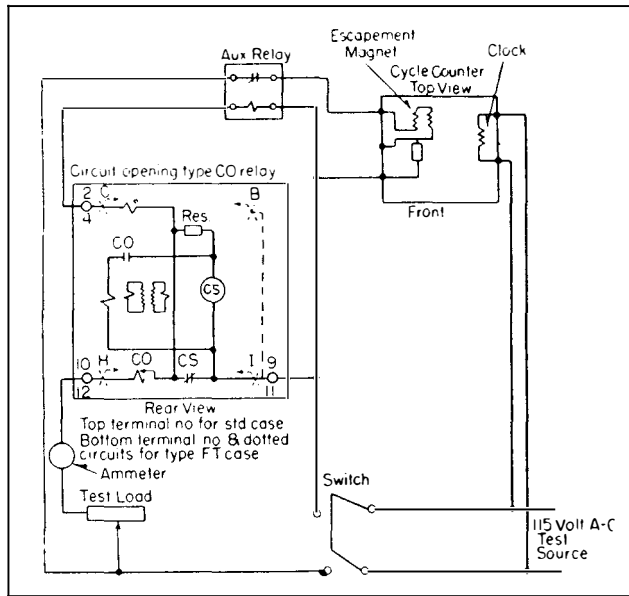 Escapement
Magnet
Clock
Aux Relay
Cycle Counter
Top View
Front
Circuit opening type CO relay
2
4
C
B
Res.
CO
CS
10
12
H
CO
CS
I
9
11
Rear View
Top terminal no for std case
Bottom terminal no & dotted
circuits for type FT case
Ammeter
Test Load
Switch
115 Volt A-C
Test
Source